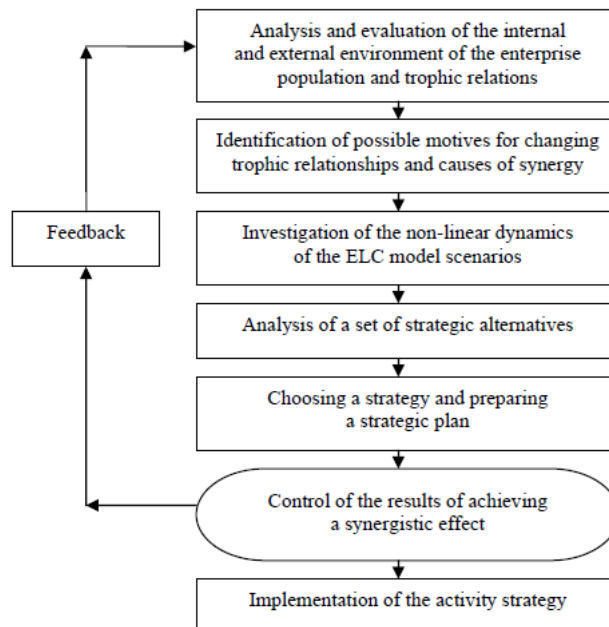 Analysis and evaluation of the internal
and external environment of the enterprise
population and trophic relations
Identification of possible motives for changing
trophic relationships and causes of synergy
Feedback
Investigation of the non-linear dynamics
of the ELC model scenarios
Analysis of a set of strategic alternatives
Choosing a strategy and preparing
a strategic plan
Control of the results of achieving
a synergistic effect
Implementation of the activity strategy